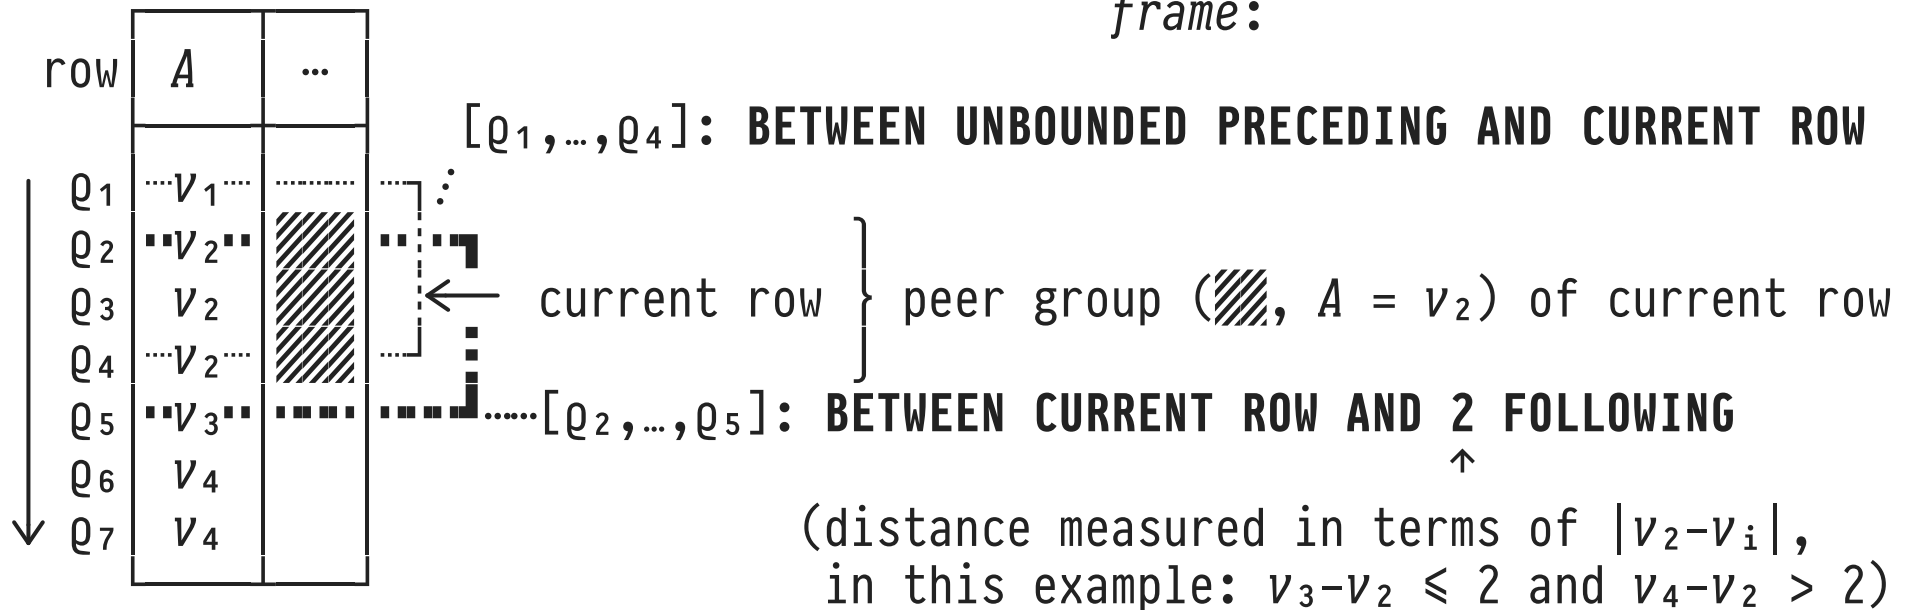 frame:
row A …
[ϱ₁,…,ϱ₄]: BETWEEN UNBOUNDED PRECEDING AND CURRENT ROW
ϱ₁ v₁
ϱ₂ v₂
ϱ₃ v₂ current row } peer group (▨, A = v₂) of current row
ϱ₄ v₂
ϱ₅ v₃ [ϱ₂,…,ϱ₅]: BETWEEN CURRENT ROW AND 2 FOLLOWING
ϱ₆ v₄ ↑
ϱ₇ v₄ (distance measured in terms of |v₂-vᵢ|,
in this example: v₃-v₂ ⩽ 2 and v₄-v₂ > 2)